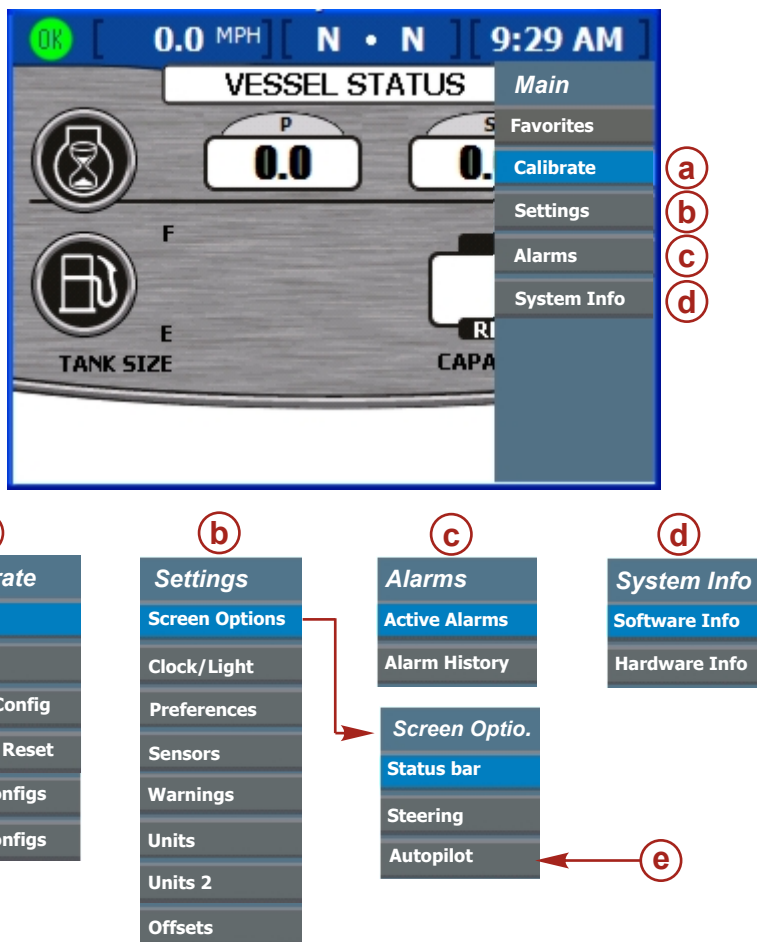 OK [ 0.0 MPH ] [ N • N ] [ 9:29 AM ]
VESSEL STATUS
Main
Favorites
Calibrate
Settings
Alarms
System Info
a
b
c
d
P
0.0
S
0.
F
E
TANK SIZE
CAPA
b
Settings
Screen Options
Clock/Light
Preferences
Sensors
Warnings
Units
Units 2
Offsets
c
Alarms
Active Alarms
Alarm History
Screen Optio.
Status bar
Steering
Autopilot
e
d
System Info
Software Info
Hardware Info
Reset